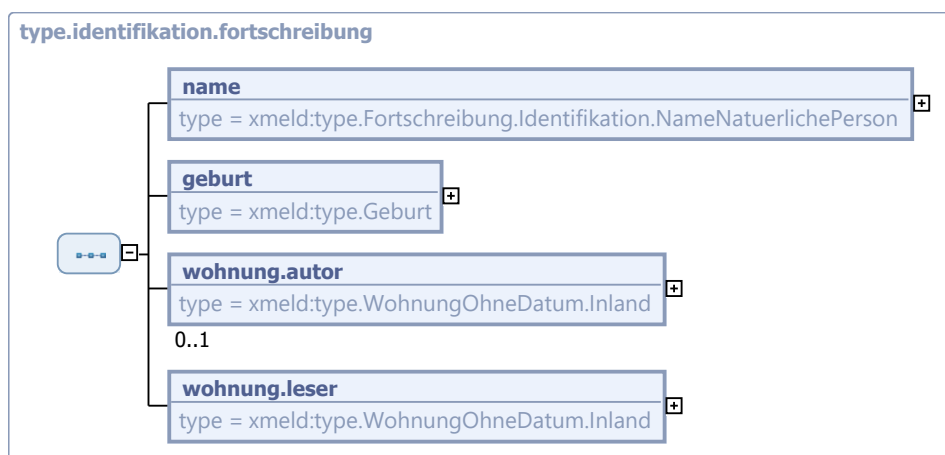 type.identifikation.fortschreibung
name
type = xmeld:type.Fortschreibung.Identifikation.NameNatuerlichePerson
geburt
type = xmeld:type.Geburt
wohnung.autor
type = xmeld:type.WohnungOhneDatum.Inland
0..1
wohnung.leser
type = xmeld:type.WohnungOhneDatum.Inland